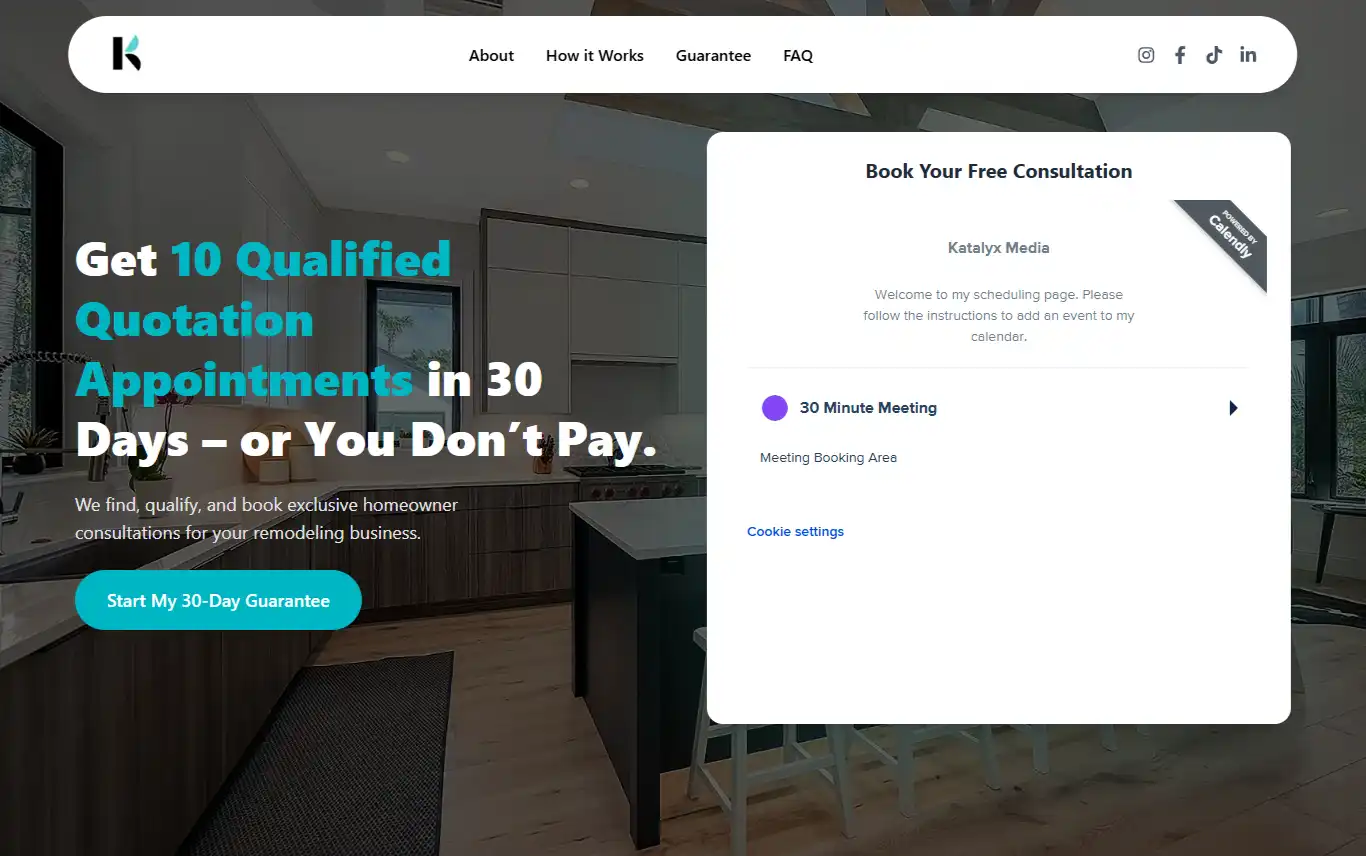 About
How it Works
Guarantee
FAQ
Book Your Free Consultation
POWERED BY
Calendly
Katalyx Media
Welcome to my scheduling page. Please
follow the instructions to add an event to my
calendar.
30 Minute Meeting
Meeting Booking Area
Cookie settings
Get 10 Qualified
Quotation
Appointments in 30
Days – or You Don’t Pay.
We find, qualify, and book exclusive homeowner
consultations for your remodeling business.
Start My 30-Day Guarantee